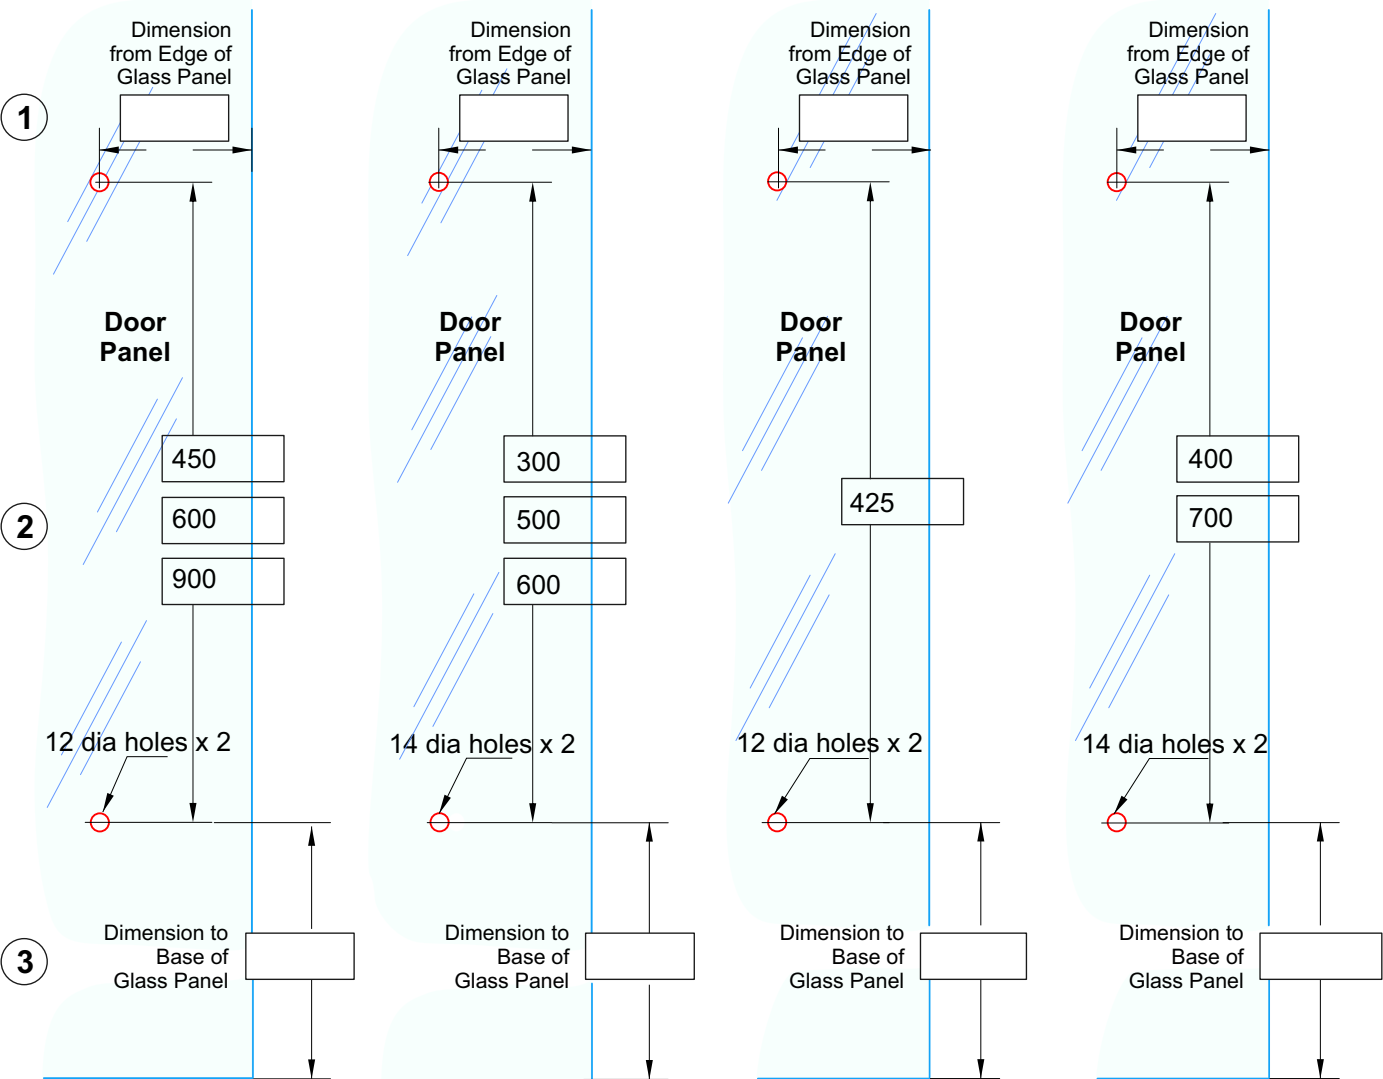 Dimension
from Edge of
Glass Panel
Dimension
from Edge of
Glass Panel
Dimension
from Edge of
Glass Panel
Dimension
from Edge of
Glass Panel
1
Door
Panel
Door
Panel
Door
Panel
Door
Panel
2
450
600
900
300
500
600
425
400
700
12 dia holes x 2
14 dia holes x 2
12 dia holes x 2
14 dia holes x 2
3
Dimension to
Base of
Glass Panel
Dimension to
Base of
Glass Panel
Dimension to
Base of
Glass Panel
Dimension to
Base of
Glass Panel